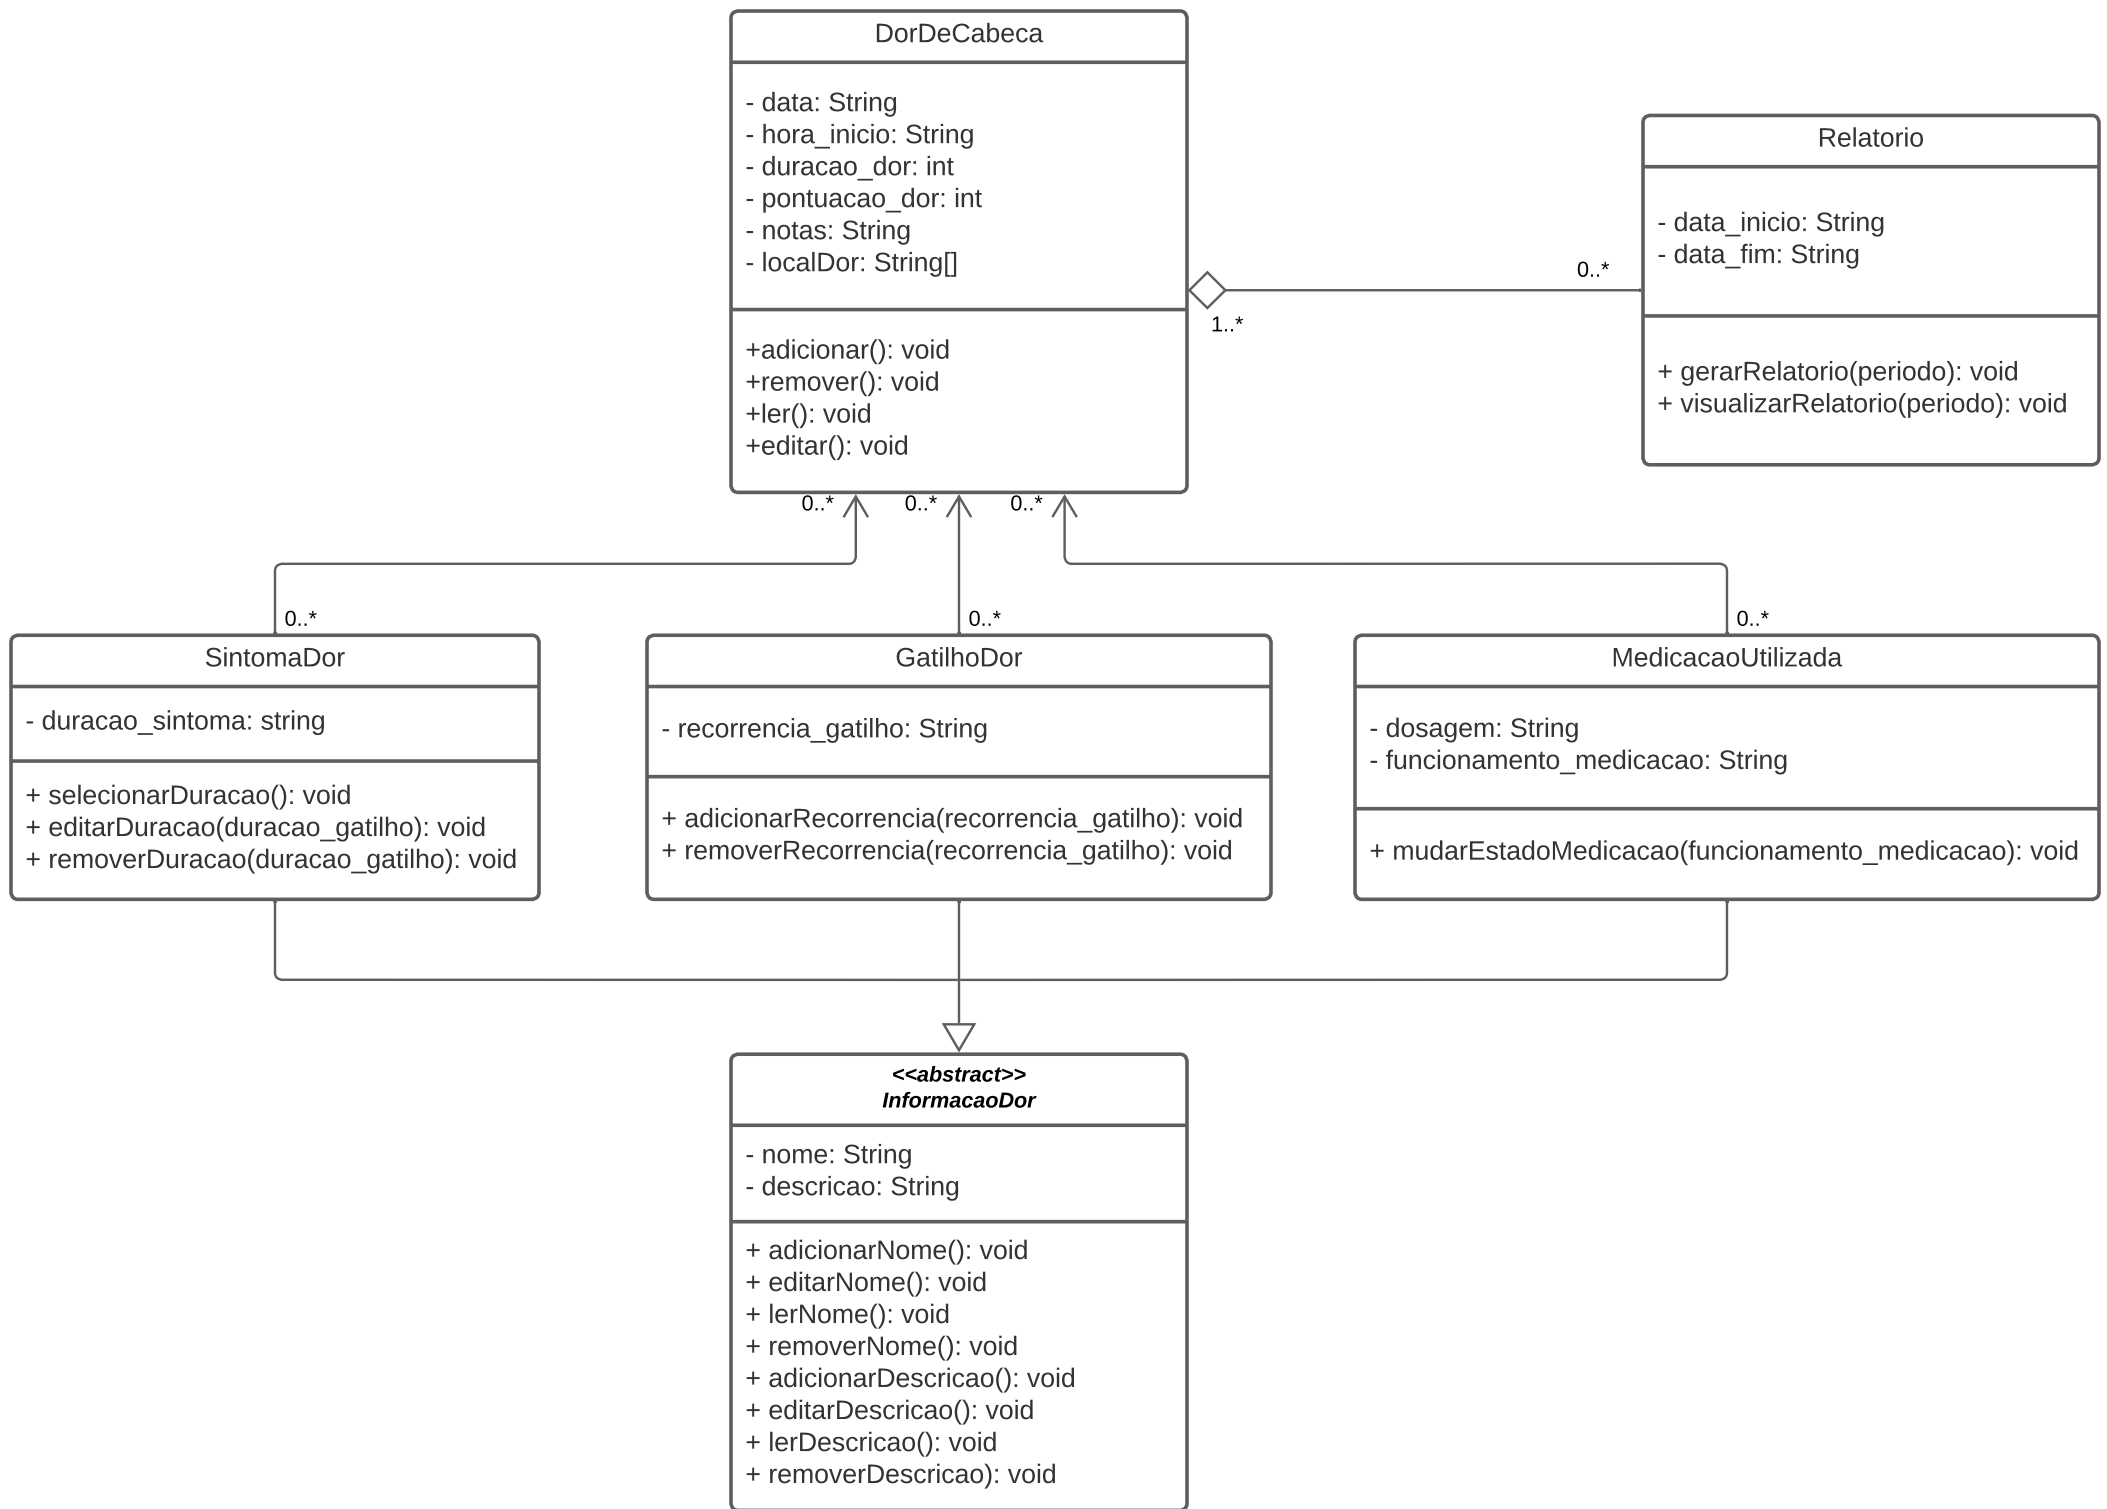 DorDeCabeca
- data: String
- hora_inicio: String
- duracao_dor: int
- pontuacao_dor: int
- notas: String
- localDor: String[]
+adicionar(): void
+remover(): void
+ler(): void
+editar(): void
1..*
0..*
Relatorio
- data_inicio: String
- data_fim: String
+ gerarRelatorio(periodo): void
+ visualizarRelatorio(periodo): void
0..*
0..*
0..*
0..*
0..*
0..*
SintomaDor
- duracao_sintoma: string
+ selecionarDuracao(): void
+ editarDuracao(duracao_gatilho): void
+ removerDuracao(duracao_gatilho): void
GatilhoDor
- recorrencia_gatilho: String
+ adicionarRecorrencia(recorrencia_gatilho): void
+ removerRecorrencia(recorrencia_gatilho): void
MedicacaoUtilizada
- dosagem: String
- funcionamento_medicacao: String
+ mudarEstadoMedicacao(funcionamento_medicacao): void
<<abstract>>
InformacaoDor
- nome: String
- descricao: String
+ adicionarNome(): void
+ editarNome(): void
+ lerNome(): void
+ removerNome(): void
+ adicionarDescricao(): void
+ editarDescricao(): void
+ lerDescricao(): void
+ removerDescricao): void